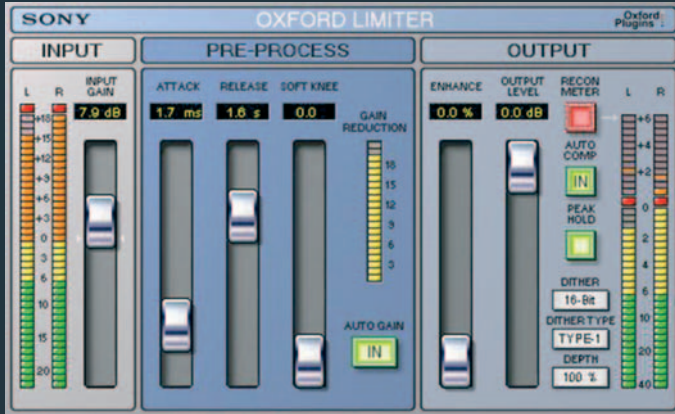 SONY OXFORD LIMITER Oxford Plugins
INPUT PRE-PROCESS OUTPUT
L R INPUT GAIN
7.9 dB
+18
+15
+12
+9
+6
+3
0
3
6
10
15
20
ATTACK RELEASE SOFT KNEE
1.7 ms 1.6 s 0.0
GAIN REDUCTION
18
15
12
9
6
3
AUTO GAIN
IN
ENHANCE OUTPUT LEVEL
0.0 % 0.0 dB
RECON METER
AUTO COMP
IN
PEAK HOLD
DITHER
16-Bit
DITHER TYPE
TYPE-1
DEPTH
100 %
L R
+6
+4
+2
0
2
4
6
10
20
40